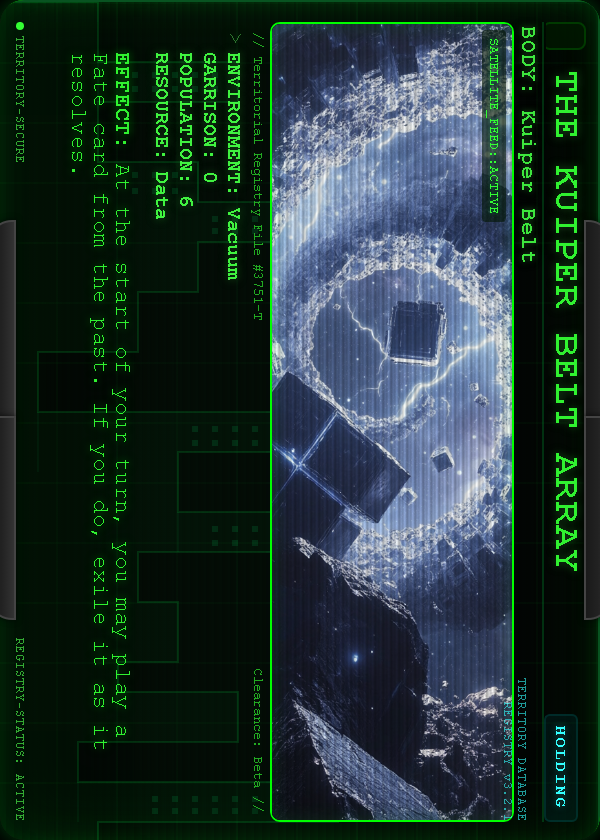 THE KUIPER BELT ARRAY
HOLDING
BODY: Kuiper Belt
TERRITORY DATABASE
REGISTRY v3.2.1
SATELLITE_FEED::ACTIVE
// Territorial Registry File #3751-T
Clearance: Beta //
> ENVIRONMENT: Vacuum
GARRISON: 0
POPULATION: 6
RESOURCE: Data
EFFECT: At the start of your turn, you may play a
Fate card from the past. If you do, exile it as it
resolves.
TERRITORY-SECURE
REGISTRY-STATUS: ACTIVE